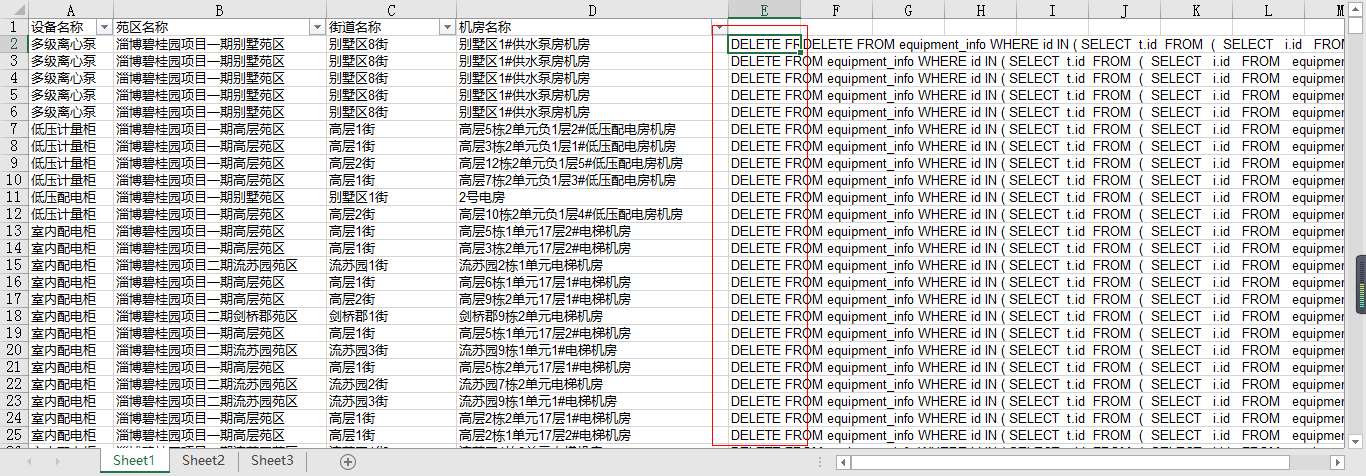 A B C D E F G H I J K L M
1 设备名称 苑区名称 街道名称 机房名称
2 多级离心泵 淄博碧桂园项目一期别墅苑区 别墅区8街 别墅区1#供水泵房机房 DELETE FR DELETE FROM equipment_info WHERE id IN ( SELECT t.id FROM ( SELECT i.id FROM
3 多级离心泵 淄博碧桂园项目一期别墅苑区 别墅区8街 别墅区1#供水泵房机房 DELETE FROM equipment_info WHERE id IN ( SELECT t.id FROM ( SELECT i.id FROM equipmer
4 多级离心泵 淄博碧桂园项目一期别墅苑区 别墅区8街 别墅区1#供水泵房机房 DELETE FROM equipment_info WHERE id IN ( SELECT t.id FROM ( SELECT i.id FROM equipmer
5 多级离心泵 淄博碧桂园项目一期别墅苑区 别墅区8街 别墅区1#供水泵房机房 DELETE FROM equipment_info WHERE id IN ( SELECT t.id FROM ( SELECT i.id FROM equipmer
6 多级离心泵 淄博碧桂园项目一期别墅苑区 别墅区8街 别墅区1#供水泵房机房 DELETE FROM equipment_info WHERE id IN ( SELECT t.id FROM ( SELECT i.id FROM equipmer
7 低压计量柜 淄博碧桂园项目一期高层苑区 高层1街 高层5栋2单元负1层2#低压配电房机房 DELETE FROM equipment_info WHERE id IN ( SELECT t.id FROM ( SELECT i.id FROM equipmer
8 低压计量柜 淄博碧桂园项目一期高层苑区 高层1街 高层3栋2单元负1层1#低压配电房机房 DELETE FROM equipment_info WHERE id IN ( SELECT t.id FROM ( SELECT i.id FROM equipmer
9 低压计量柜 淄博碧桂园项目一期高层苑区 高层2街 高层12栋2单元负1层5#低压配电房机房 DELETE FROM equipment_info WHERE id IN ( SELECT t.id FROM ( SELECT i.id FROM equipmer
10 低压计量柜 淄博碧桂园项目一期高层苑区 高层1街 高层7栋2单元负1层3#低压配电房机房 DELETE FROM equipment_info WHERE id IN ( SELECT t.id FROM ( SELECT i.id FROM equipmer
11 低压配电柜 淄博碧桂园项目一期别墅苑区 别墅区1街 2号电房 DELETE FROM equipment_info WHERE id IN ( SELECT t.id FROM ( SELECT i.id FROM equipmer
12 低压计量柜 淄博碧桂园项目一期高层苑区 高层2街 高层10栋2单元负1层4#低压配电房机房 DELETE FROM equipment_info WHERE id IN ( SELECT t.id FROM ( SELECT i.id FROM equipmer
13 室内配电柜 淄博碧桂园项目一期高层苑区 高层1街 高层5栋1单元17层2#电梯机房 DELETE FROM equipment_info WHERE id IN ( SELECT t.id FROM ( SELECT i.id FROM equipmer
14 室内配电柜 淄博碧桂园项目一期高层苑区 高层1街 高层3栋2单元17层2#电梯机房 DELETE FROM equipment_info WHERE id IN ( SELECT t.id FROM ( SELECT i.id FROM equipmer
15 室内配电柜 淄博碧桂园项目二期流苏园苑区 流苏园1街 流苏园2栋1单元电梯机房 DELETE FROM equipment_info WHERE id IN ( SELECT t.id FROM ( SELECT i.id FROM equipmer
16 室内配电柜 淄博碧桂园项目一期高层苑区 高层1街 高层6栋1单元17层1#电梯机房 DELETE FROM equipment_info WHERE id IN ( SELECT t.id FROM ( SELECT i.id FROM equipmer
17 室内配电柜 淄博碧桂园项目一期高层苑区 高层2街 高层9栋2单元17层1#电梯机房 DELETE FROM equipment_info WHERE id IN ( SELECT t.id FROM ( SELECT i.id FROM equipmer
18 室内配电柜 淄博碧桂园项目二期剑桥郡苑区 剑桥郡1街 剑桥郡9栋2单元电梯机房 DELETE FROM equipment_info WHERE id IN ( SELECT t.id FROM ( SELECT i.id FROM equipmer
19 室内配电柜 淄博碧桂园项目一期高层苑区 高层1街 高层5栋1单元17层2#电梯机房 DELETE FROM equipment_info WHERE id IN ( SELECT t.id FROM ( SELECT i.id FROM equipmer
20 室内配电柜 淄博碧桂园项目二期流苏园苑区 流苏园3街 流苏园9栋1单元1#电梯机房 DELETE FROM equipment_info WHERE id IN ( SELECT t.id FROM ( SELECT i.id FROM equipmer
21 室内配电柜 淄博碧桂园项目一期高层苑区 高层1街 高层5栋2单元17层1#电梯机房 DELETE FROM equipment_info WHERE id IN ( SELECT t.id FROM ( SELECT i.id FROM equipmer
22 室内配电柜 淄博碧桂园项目二期流苏园苑区 流苏园2街 流苏园7栋2单元电梯机房 DELETE FROM equipment_info WHERE id IN ( SELECT t.id FROM ( SELECT i.id FROM equipmer
23 室内配电柜 淄博碧桂园项目二期流苏园苑区 流苏园3街 流苏园9栋1单元1#电梯机房 DELETE FROM equipment_info WHERE id IN ( SELECT t.id FROM ( SELECT i.id FROM equipmer
24 室内配电柜 淄博碧桂园项目一期高层苑区 高层1街 高层2栋2单元17层1#电梯机房 DELETE FROM equipment_info WHERE id IN ( SELECT t.id FROM ( SELECT i.id FROM equipmer
25 室内配电柜 淄博碧桂园项目一期高层苑区 高层1街 高层2栋1单元17层2#电梯机房 DELETE FROM equipment_info WHERE id IN ( SELECT t.id FROM ( SELECT i.id FROM equipmer
Sheet1 Sheet2 Sheet3